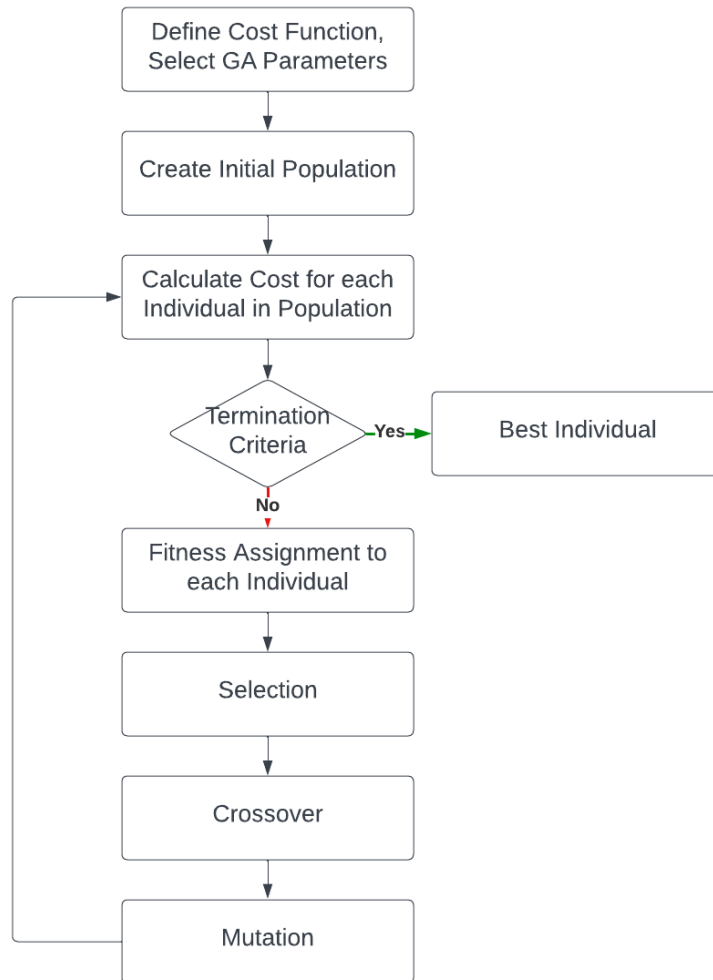 Define Cost Function,
Select GA Parameters
Create Initial Population
Calculate Cost for each
Individual in Population
Termination
Criteria
Yes
Best Individual
No
Fitness Assignment to
each Individual
Selection
Crossover
Mutation